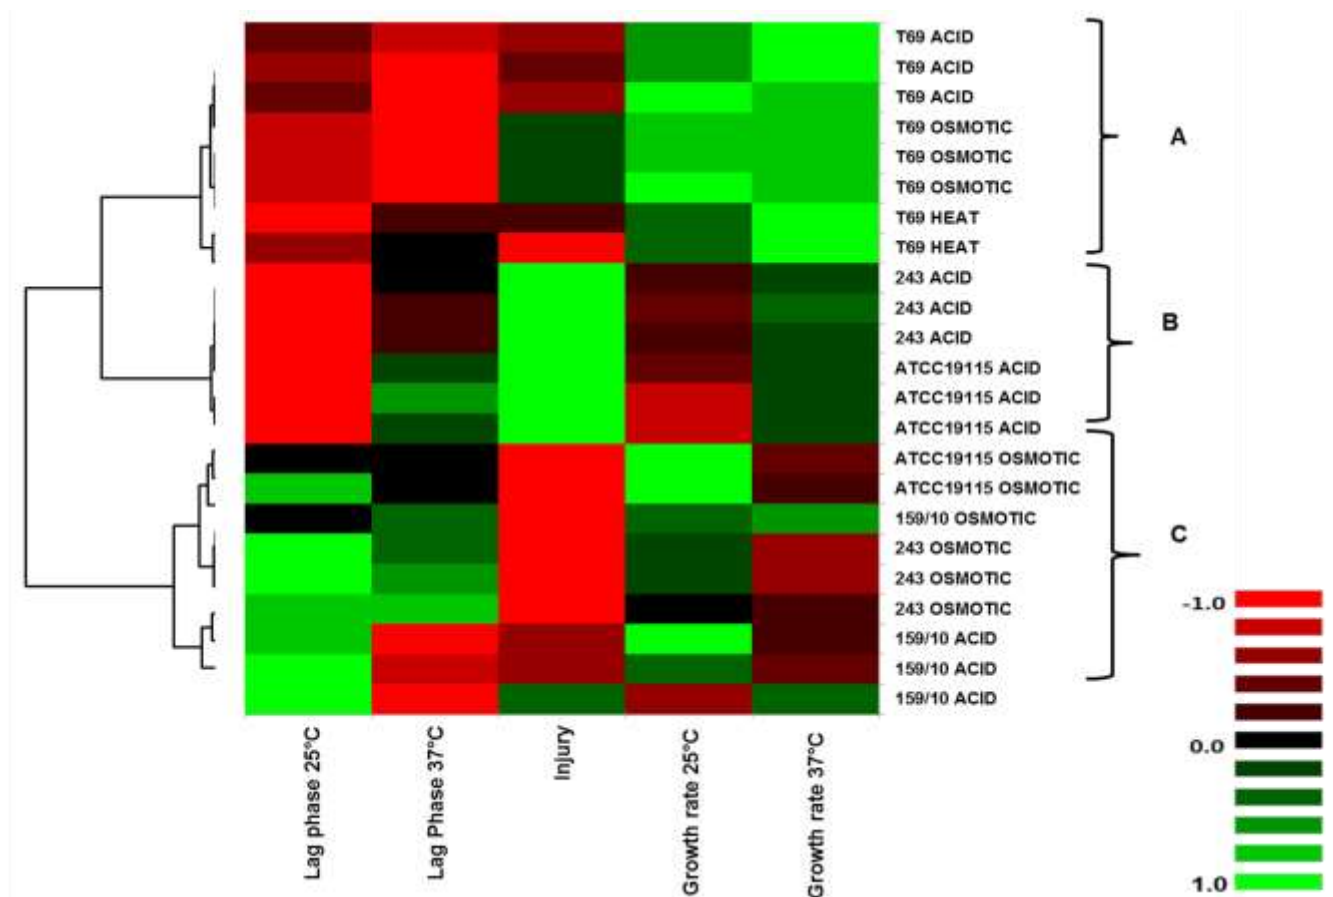 T69 ACID
T69 ACID
T69 ACID
T69 OSMOTIC
T69 OSMOTIC
T69 OSMOTIC
T69 HEAT
T69 HEAT
243 ACID
243 ACID
243 ACID
ATCC19115 ACID
ATCC19115 ACID
ATCC19115 ACID
ATCC19115 OSMOTIC
ATCC19115 OSMOTIC
159/10 OSMOTIC
243 OSMOTIC
243 OSMOTIC
243 OSMOTIC
159/10 ACID
159/10 ACID
159/10 ACID
A
B
C
-1.0
0.0
1.0
Lag phase 25°C
Lag Phase 37°C
Injury
Growth rate 25°C
Growth rate 37°C